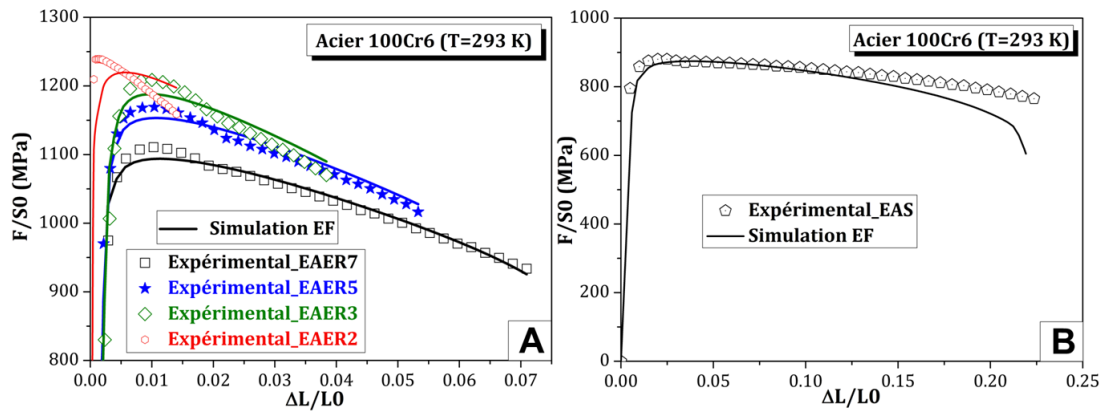 Acier 100Cr6 (T=293 K)
1300
1200
1100
1000
900
800
F/S0 (MPa)
Simulation EF
Expérimental_EAER7
Expérimental_EAER5
Expérimental_EAER3
Expérimental_EAER2
A
0.00 0.01 0.02 0.03 0.04 0.05 0.06 0.07
ΔL/L0
Acier 100Cr6 (T=293 K)
1000
800
600
400
200
0
F/S0 (MPa)
Expérimental_EAS
Simulation EF
B
0.00 0.05 0.10 0.15 0.20 0.25
ΔL/L0